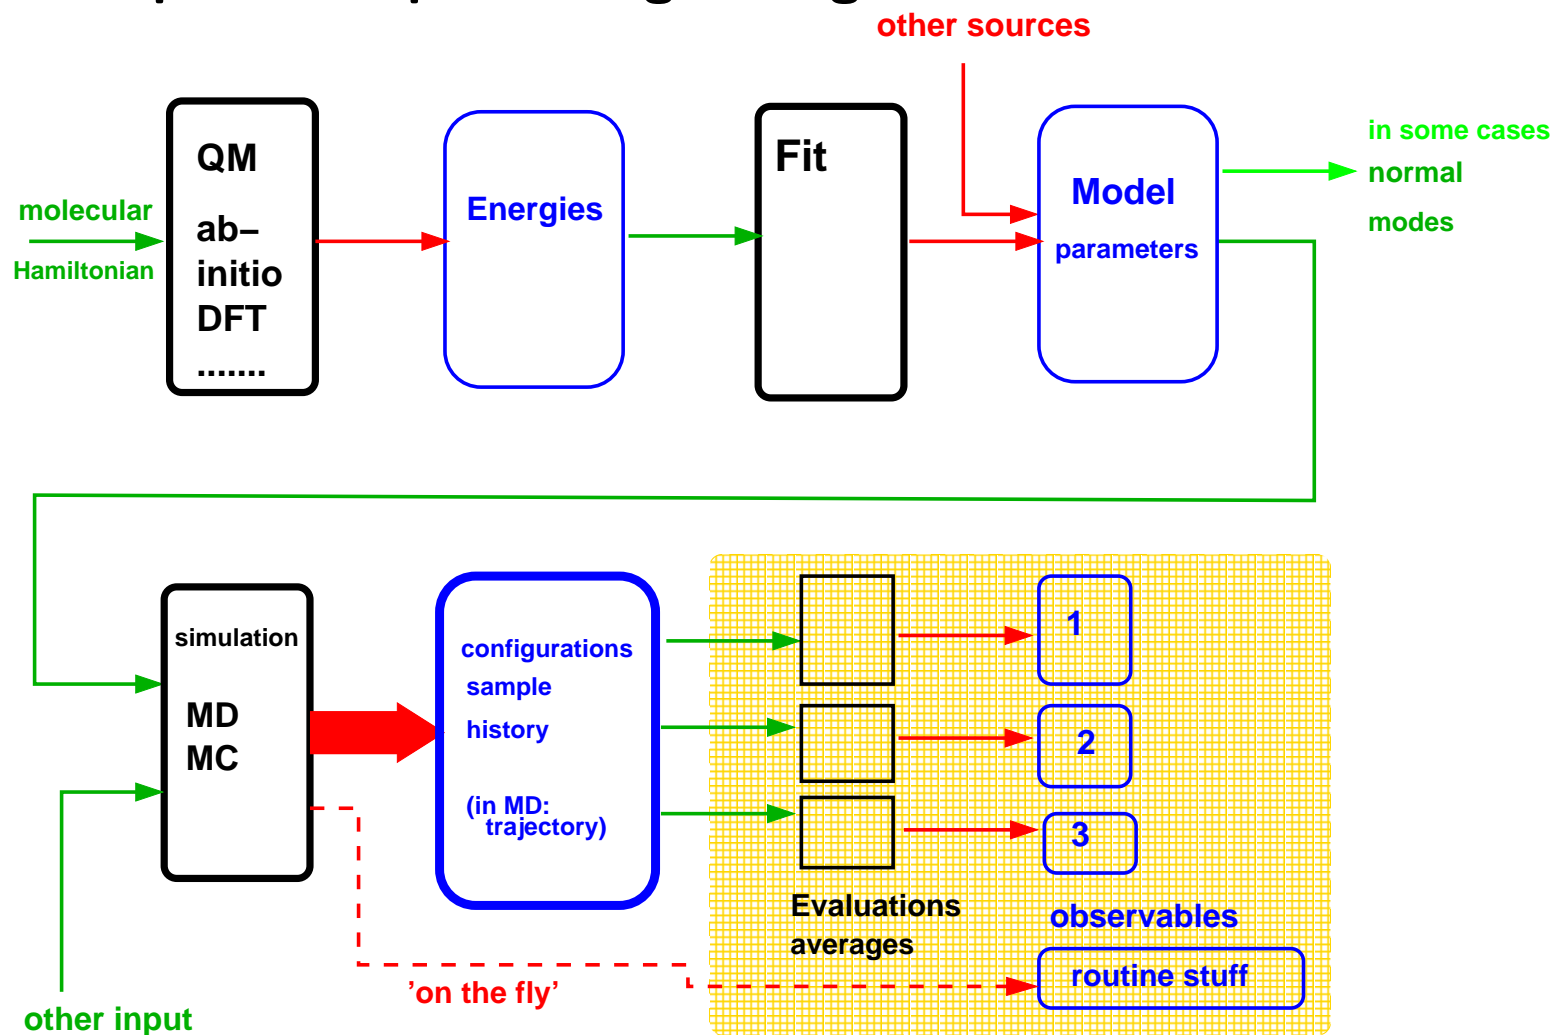 other sources
QM
ab–
initio
DFT
.......
molecular
Hamiltonian
Energies
Fit
Model
parameters
in some cases
normal
modes
simulation
MD
MC
configurations
sample
history
(in MD:
trajectory)
1
2
3
Evaluations
averages
observables
routine stuff
’on the fly’
other input